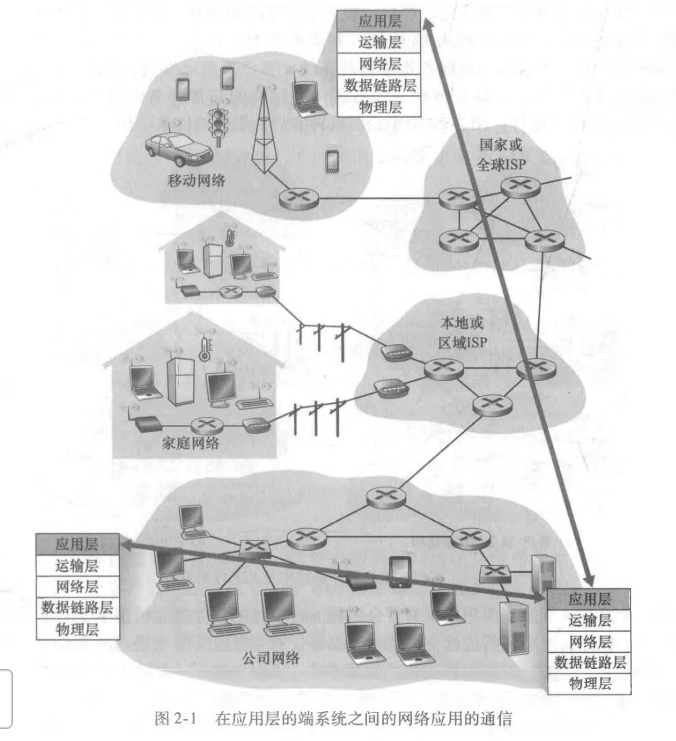 应用层
运输层
网络层
数据链路层
物理层
国家或
全球ISP
移动网络
本地或
区域ISP
家庭网络
应用层
运输层
网络层
数据链路层
物理层
应用层
运输层
网络层
数据链路层
物理层
公司网络
图 2-1 在应用层的端系统之间的网络应用的通信